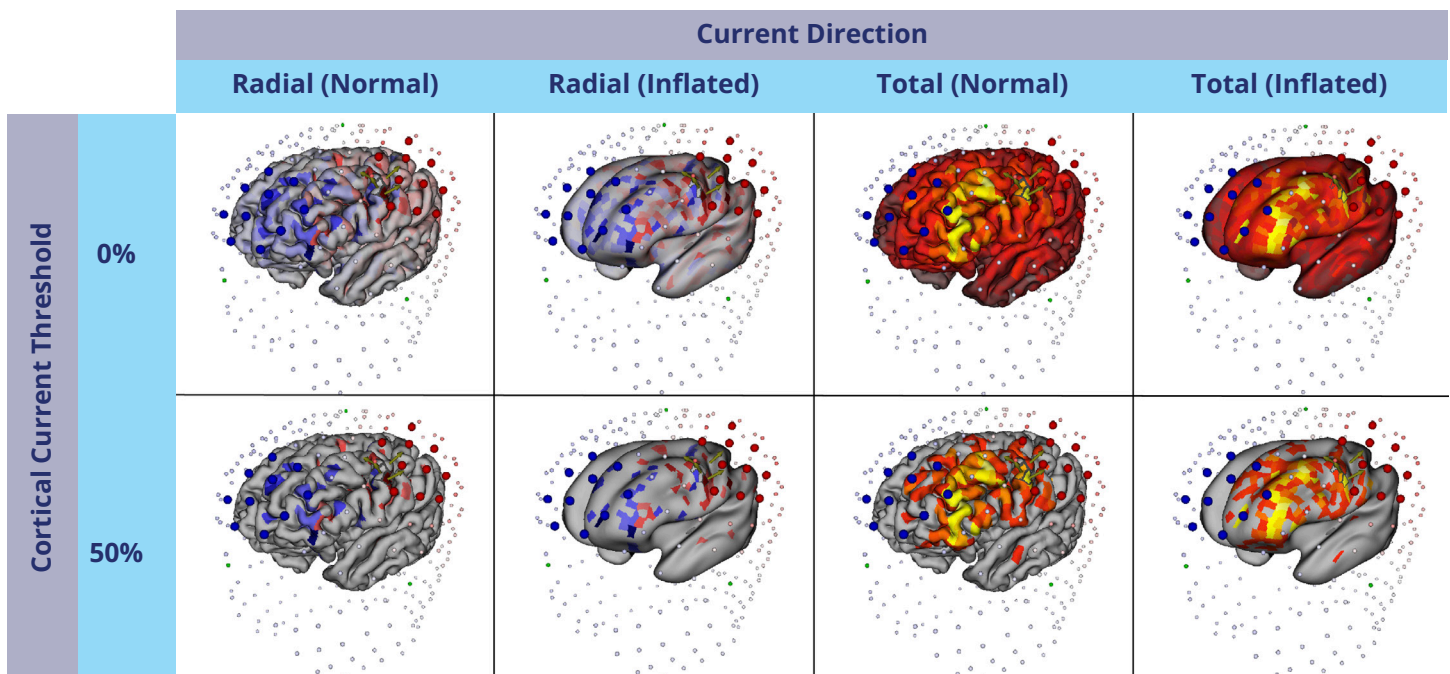 Current Direction
Radial (Normal)
Radial (Inflated)
Total (Normal)
Total (Inflated)
Cortical Current Threshold
0%
50%